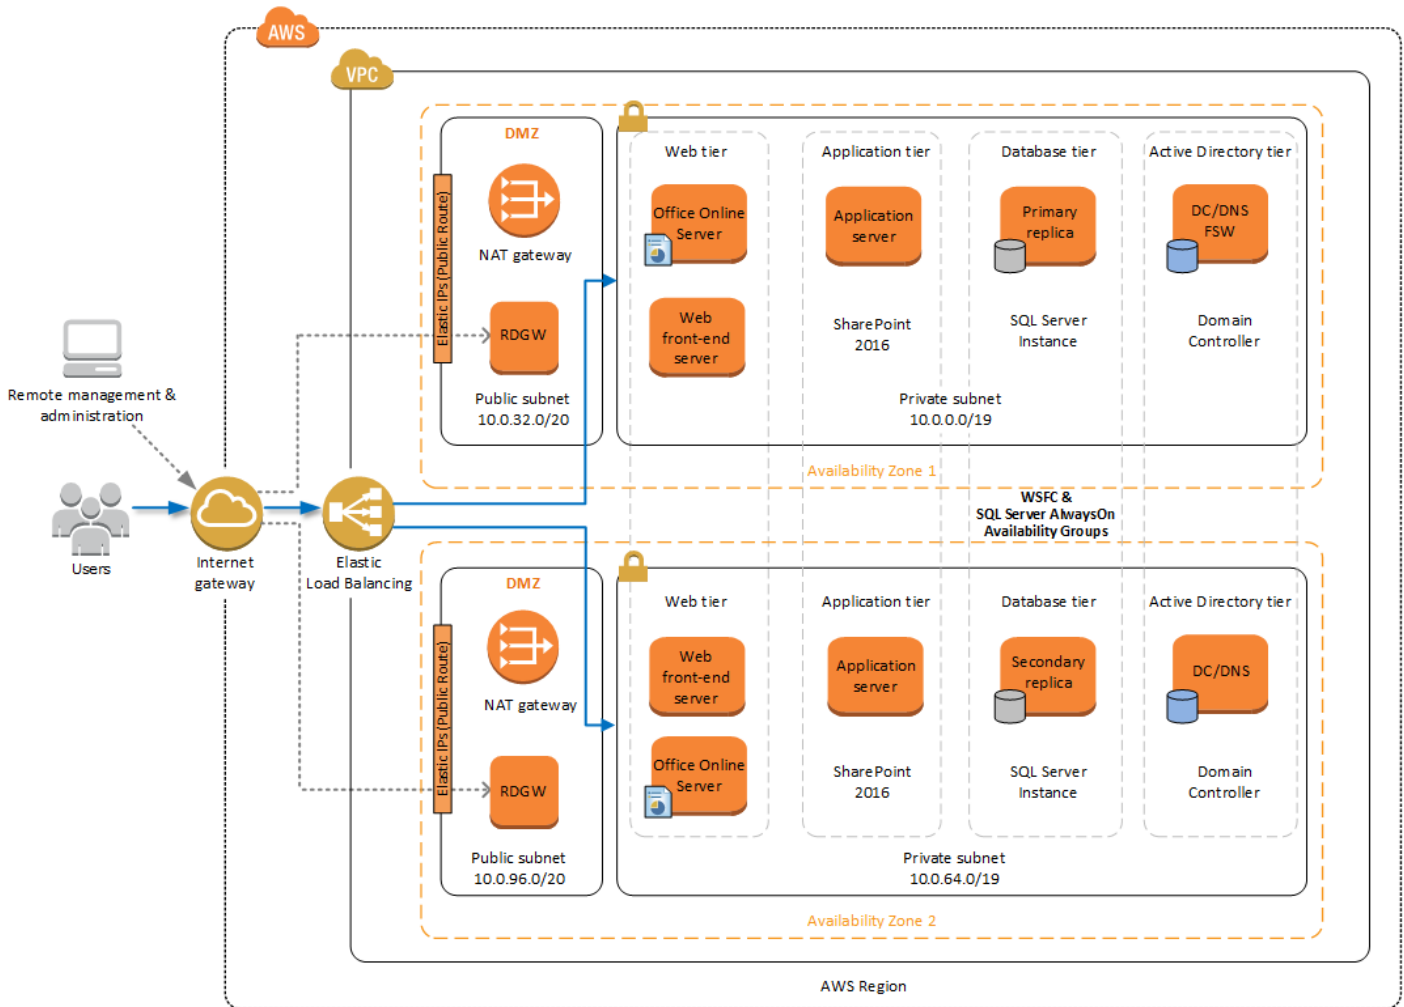 AWS
VPC
DMZ
Elastic IPs (Public Route)
NAT gateway
RDGW
Public subnet
10.0.32.0/20
Web tier
Office Online
Server
Web
front-end
server
Application tier
Application
server
SharePoint
2016
Database tier
Primary
replica
SQL Server
Instance
Active Directory tier
DC/DNS
FSW
Domain
Controller
Private subnet
10.0.0.0/19
Availability Zone 1
Remote management &
administration
Users
Internet
gateway
Elastic
Load Balancing
WSFC &
SQL Server AlwaysOn
Availability Groups
DMZ
Elastic IPs (Public Route)
NAT gateway
RDGW
Public subnet
10.0.96.0/20
Web tier
Web
front-end
server
Office Online
Server
Application tier
Application
server
SharePoint
2016
Database tier
Secondary
replica
SQL Server
Instance
Active Directory tier
DC/DNS
Domain
Controller
Private subnet
10.0.64.0/19
Availability Zone 2
AWS Region